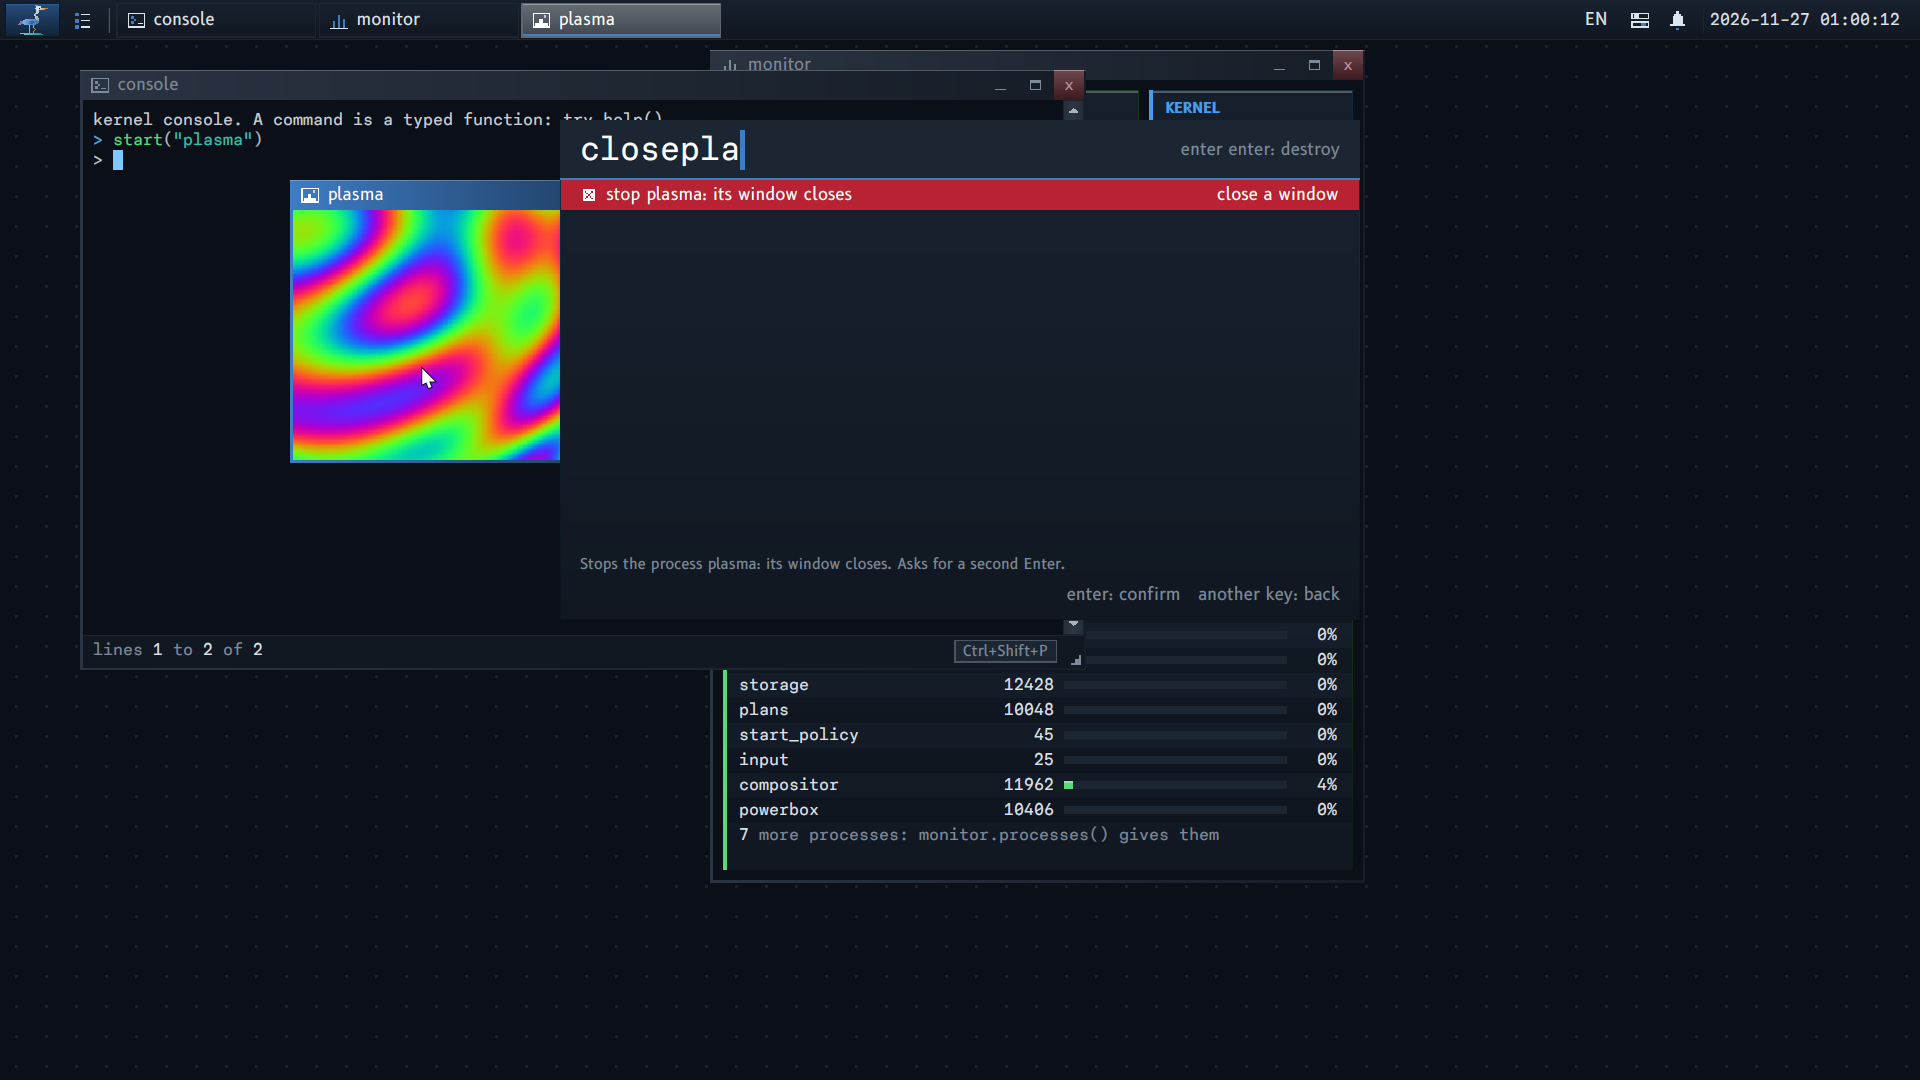 console
monitor
plasma
EN
2026-11-27 01:00:12
monitor
x
console
x
KERNEL
kernel console. A command is a typed function: try help()
> start("plasma")
>
closepla
enter enter: destroy
plasma
stop plasma: its window closes
close a window
Stops the process plasma: its window closes. Asks for a second Enter.
enter: confirm another key: back
lines 1 to 2 of 2
Ctrl+Shift+P
0%
0%
storage 12428 0%
plans 10048 0%
start_policy 45 0%
input 25 0%
compositor 11962 4%
powerbox 10406 0%
7 more processes: monitor.processes() gives them